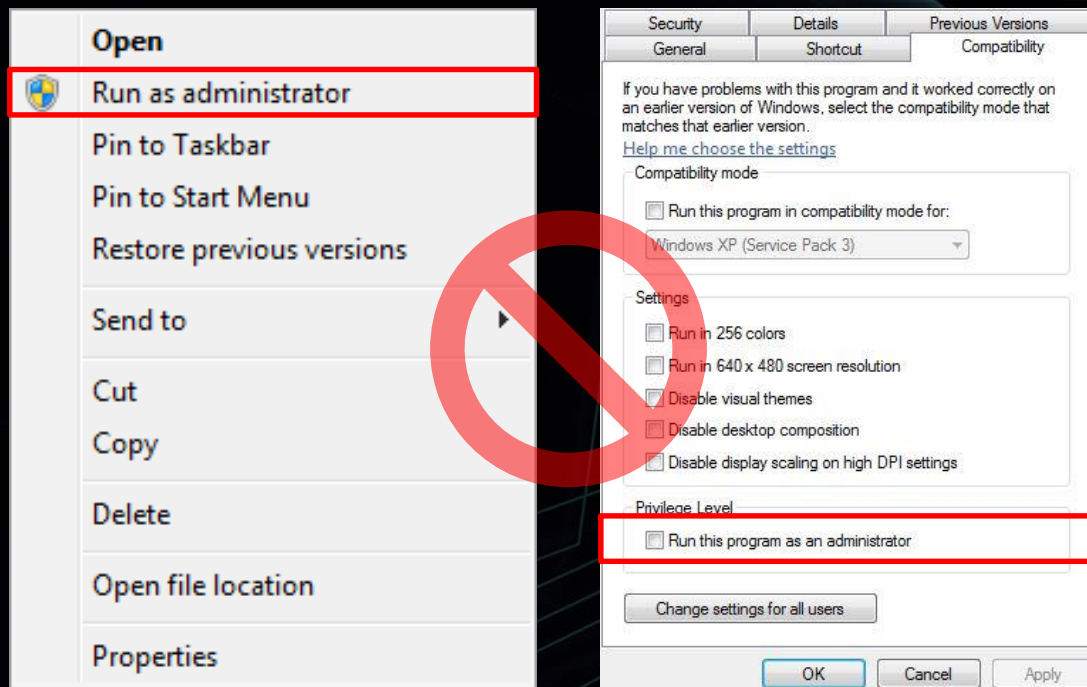 Open
Run as administrator
Pin to Taskbar
Pin to Start Menu
Restore previous versions
Send to
Cut
Copy
Delete
Open file location
Properties
Security Details Previous Versions
General Shortcut Compatibility
If you have problems with this program and it worked correctly on
an earlier version of Windows, select the compatibility mode that
matches that earlier version.
Help me choose the settings
Compatibility mode
Run this program in compatibility mode for:
Windows XP (Service Pack 3)
Settings
Run in 256 colors
Run in 640 x 480 screen resolution
Disable visual themes
Disable desktop composition
Disable display scaling on high DPI settings
Privilege Level
Run this program as an administrator
Change settings for all users
OK Cancel Apply